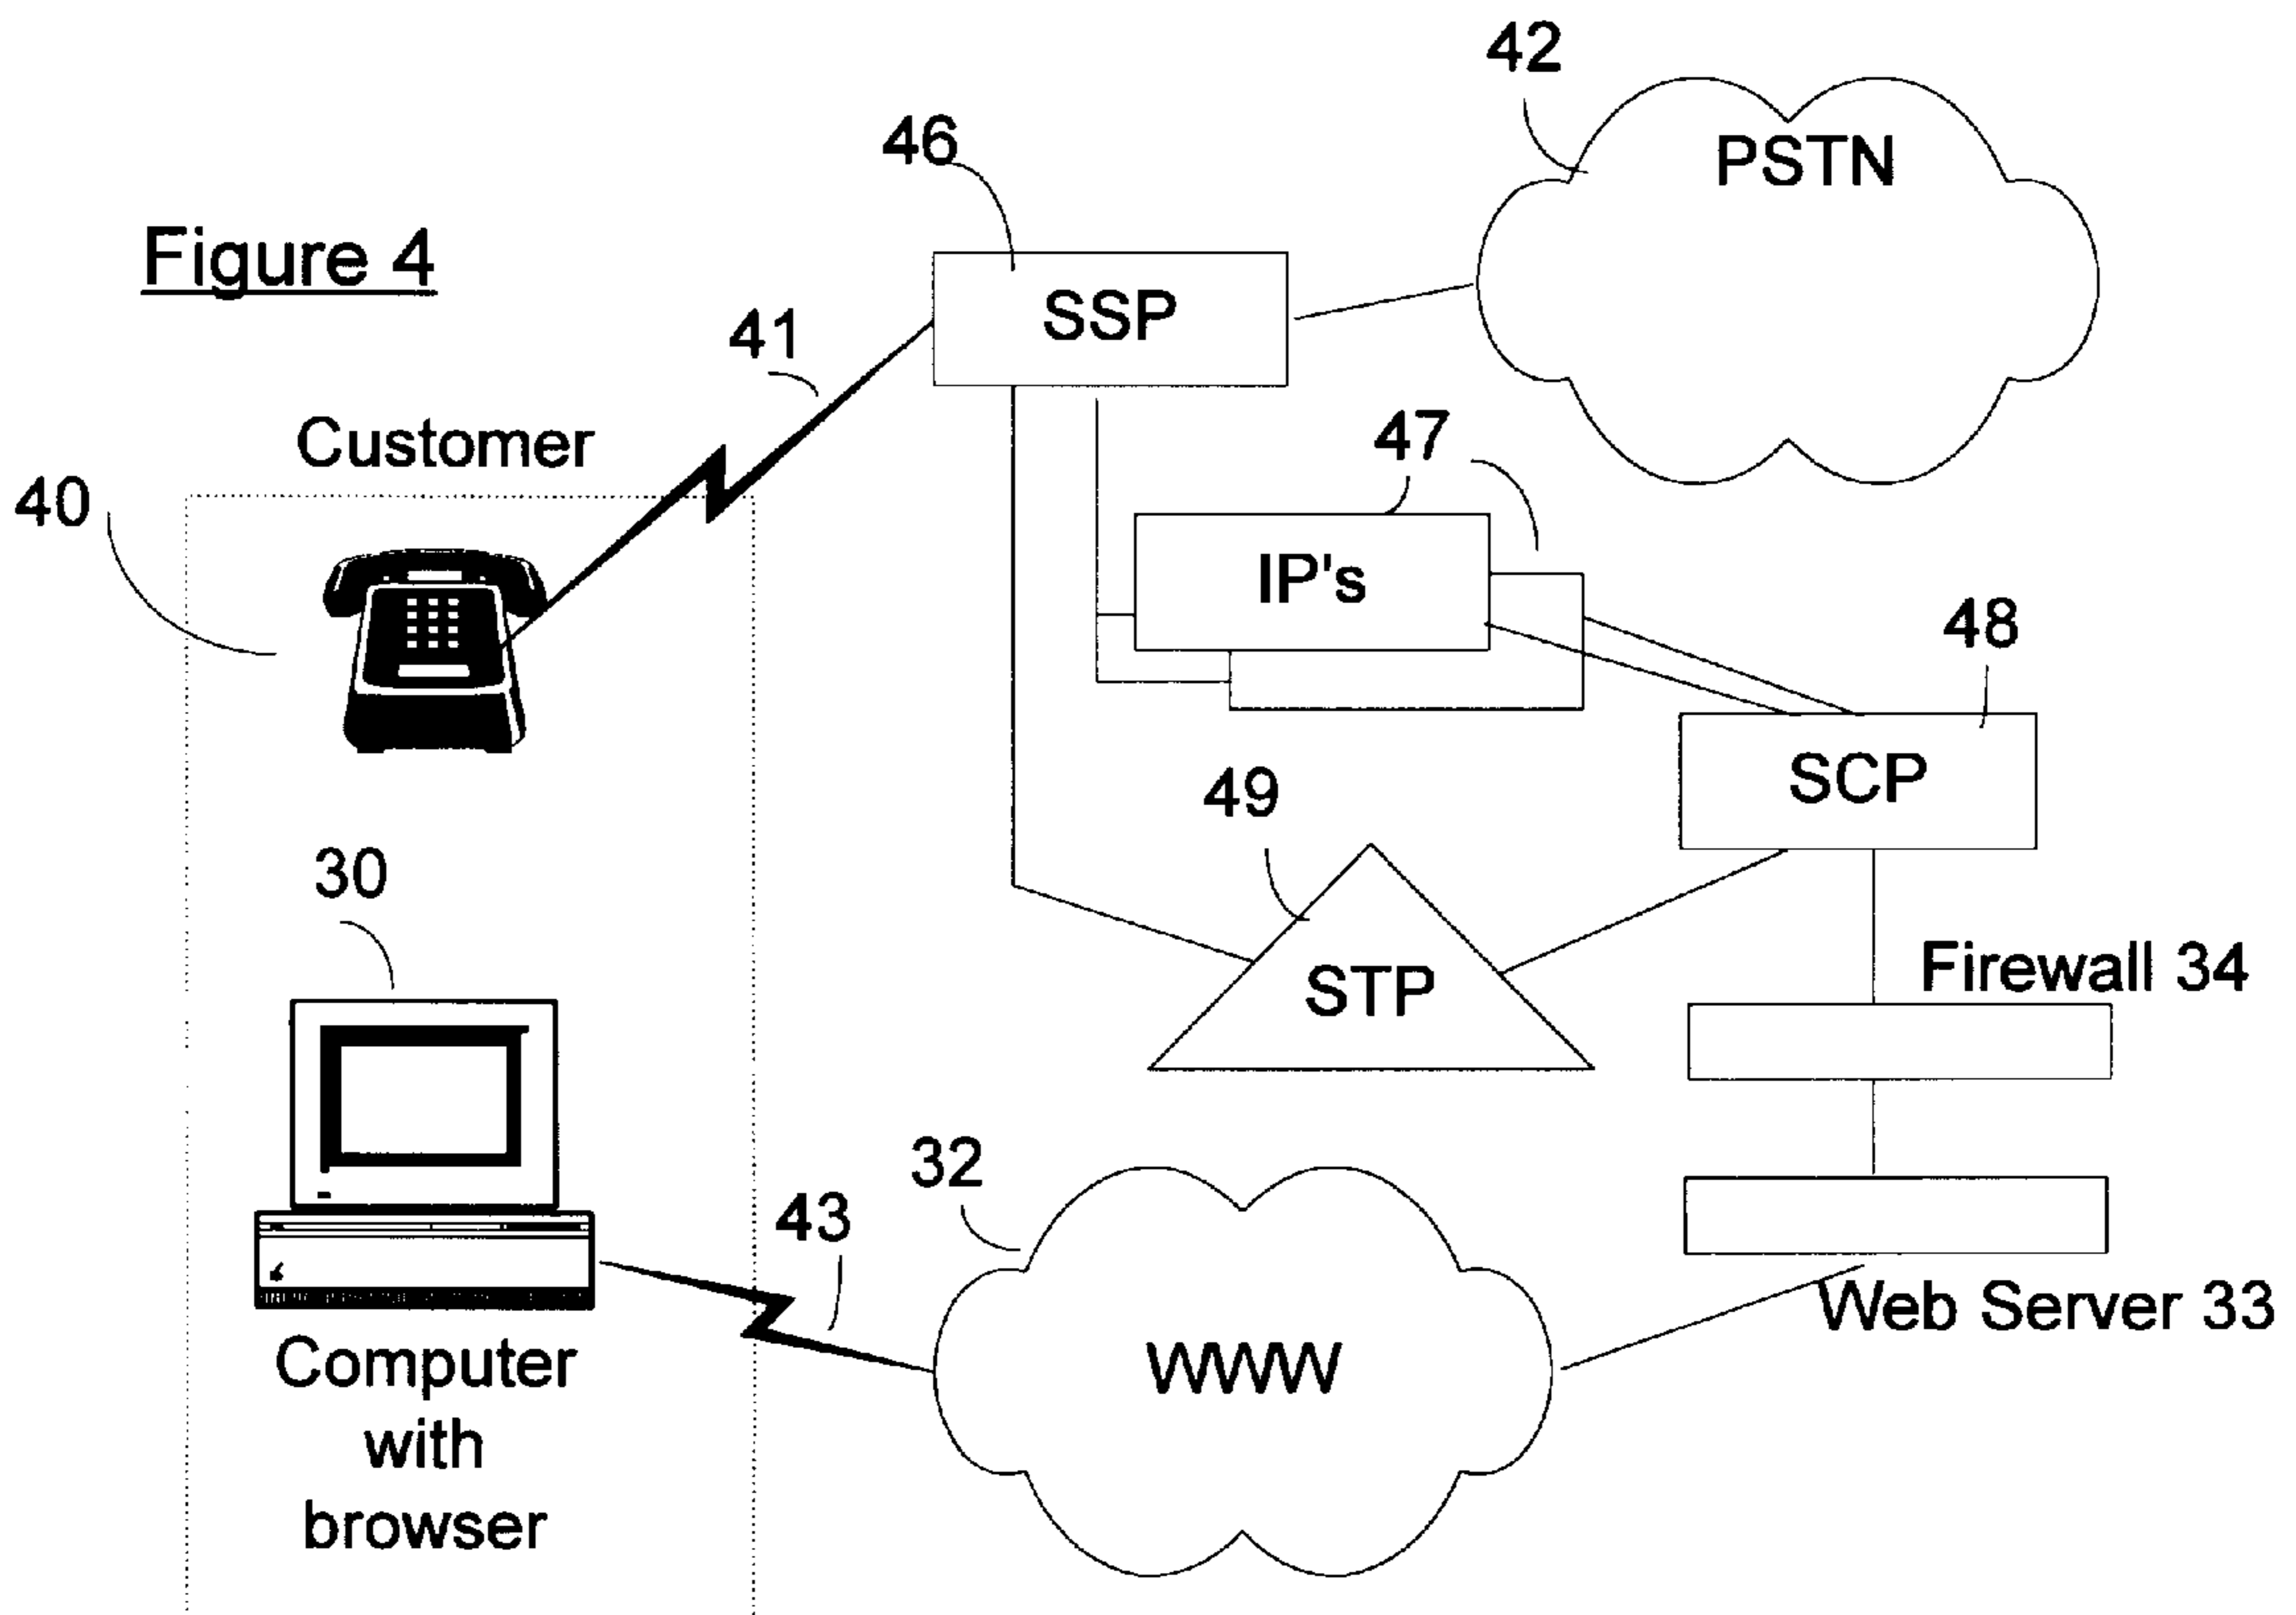 42
PSTN
46
Figure 4
SSP
41
Customer
47
40
IP's
48
SCP
49
30
Firewall 34
STP
32
43
Web Server 33
WWW
Computer
with
browser